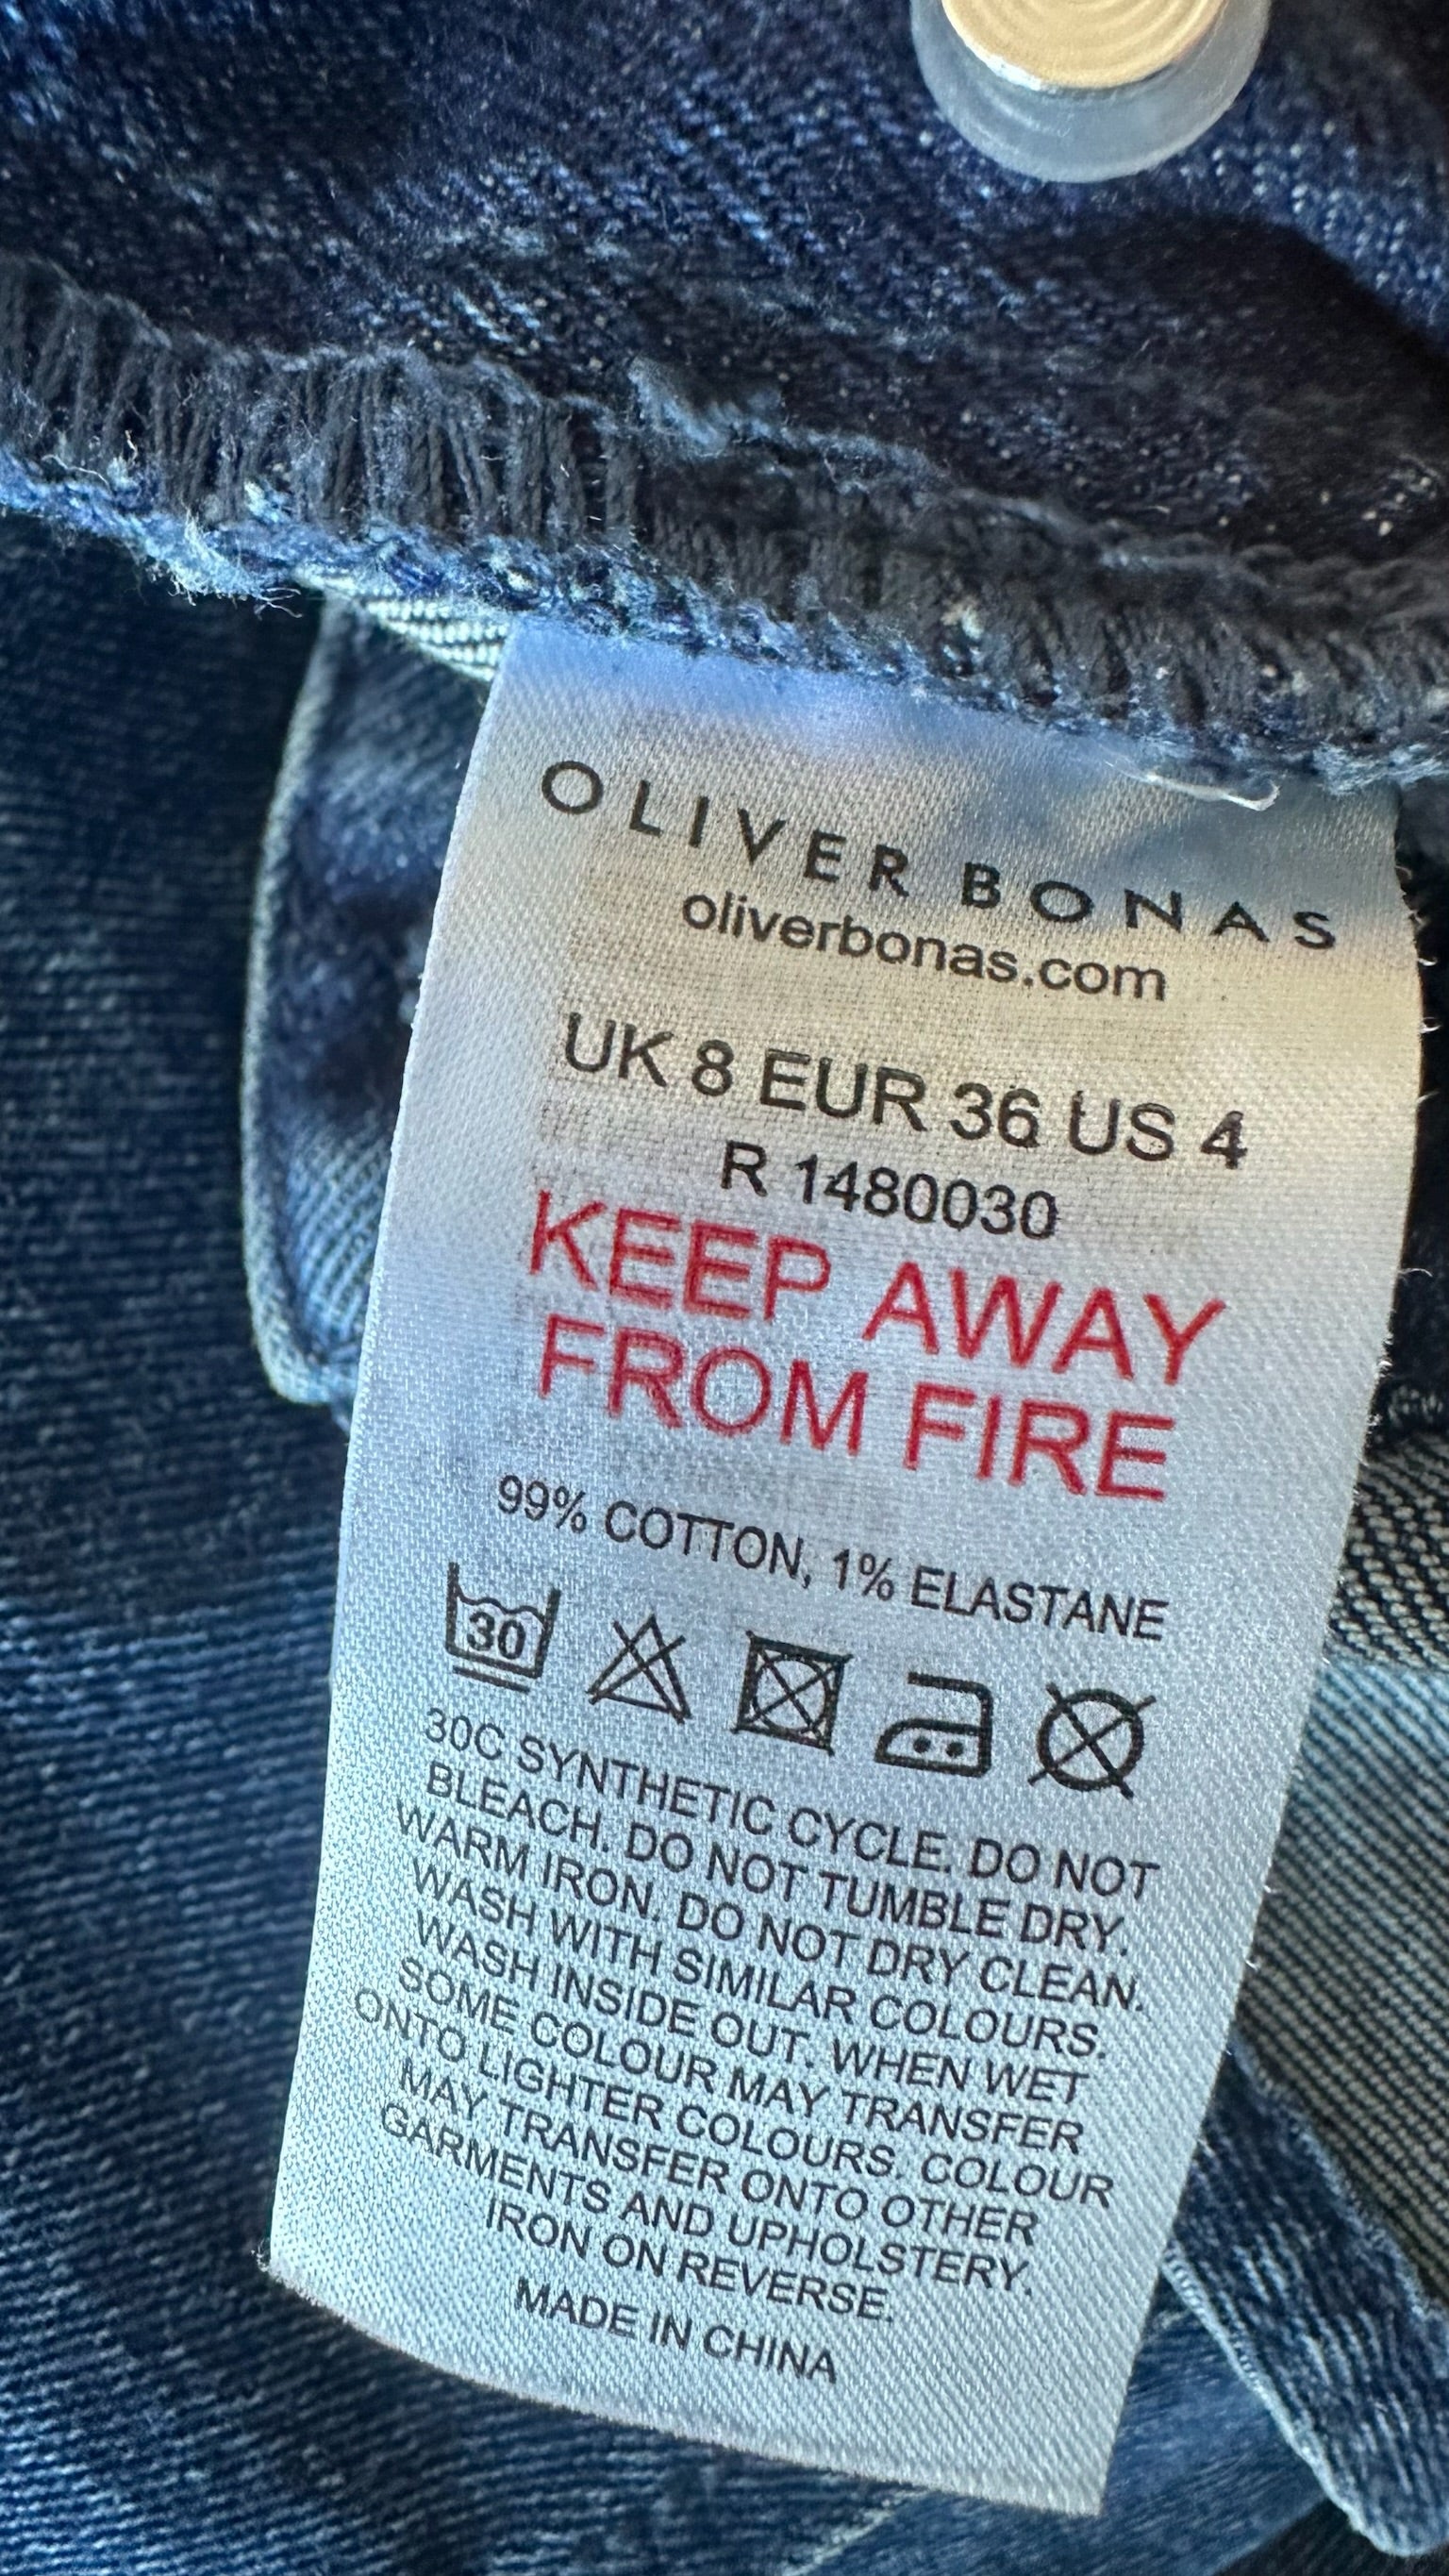 OLIVER BONAS
oliverbonas.com
UK 8 EUR 36 US 4
R 1480030
KEEP AWAY
FROM FIRE
99% COTTON, 1% ELASTANE
30
30C SYNTHETIC CYCLE. DO NOT
BLEACH. DO NOT TUMBLE DRY.
WARM IRON. DO NOT DRY CLEAN.
WASH WITH SIMILAR COLOURS.
WASH INSIDE OUT. WHEN WET
SOME COLOUR MAY TRANSFER
ONTO LIGHTER COLOURS. COLOUR
MAY TRANSFER ONTO OTHER
GARMENTS AND UPHOLSTERY.
IRON ON REVERSE.
MADE IN CHINA